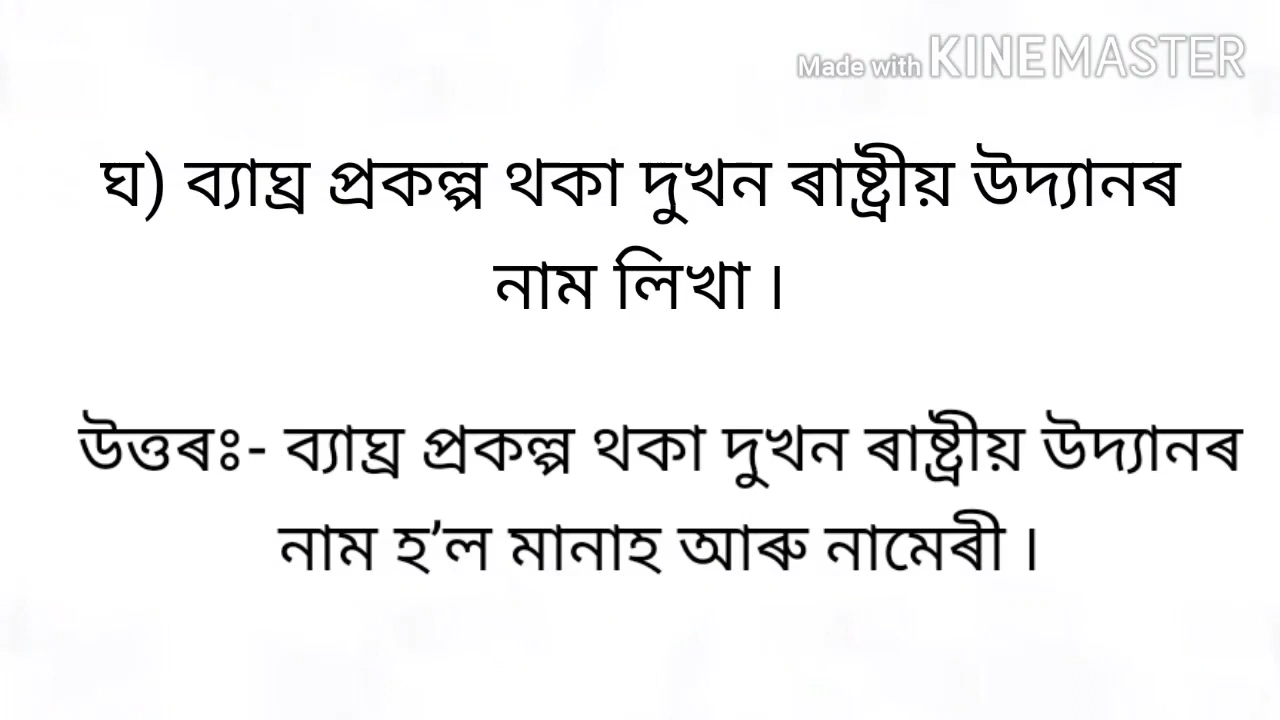 Made with KINEMASTER
ঘ) ব্যাঘ্ৰ প্ৰকল্প থকা দুখন ৰাষ্ট্ৰীয় উদ্যানৰ
নাম লিখা ।
উত্তৰঃ- ব্যাঘ্ৰ প্ৰকল্প থকা দুখন ৰাষ্ট্ৰীয় উদ্যানৰ
নাম হ’ল মানাহ আৰু নামেৰী ।